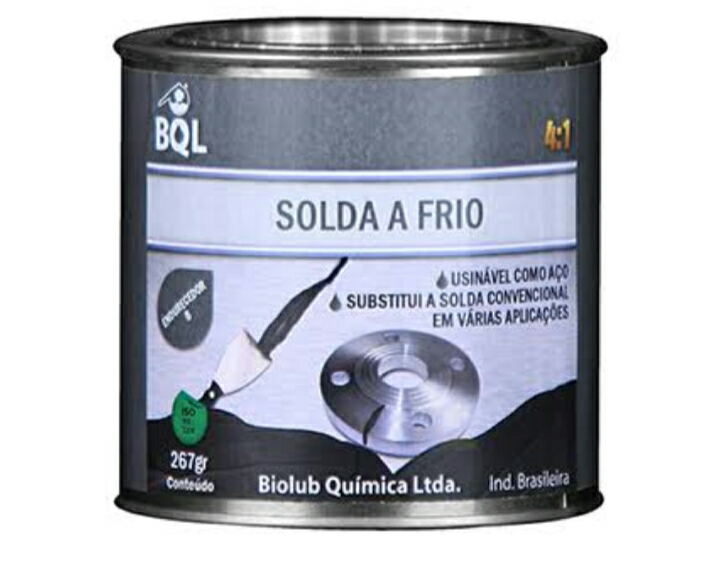 BQL
4:1
SOLDA A FRIO
USINÁVEL COMO AÇO
SUBSTITUI A SOLDA CONVENCIONAL
EM VÁRIAS APLICAÇÕES
ENDURECEDOR
B
ISO
267gr
Conteúdo
Biolub Química Ltda.
Ind. Brasileira